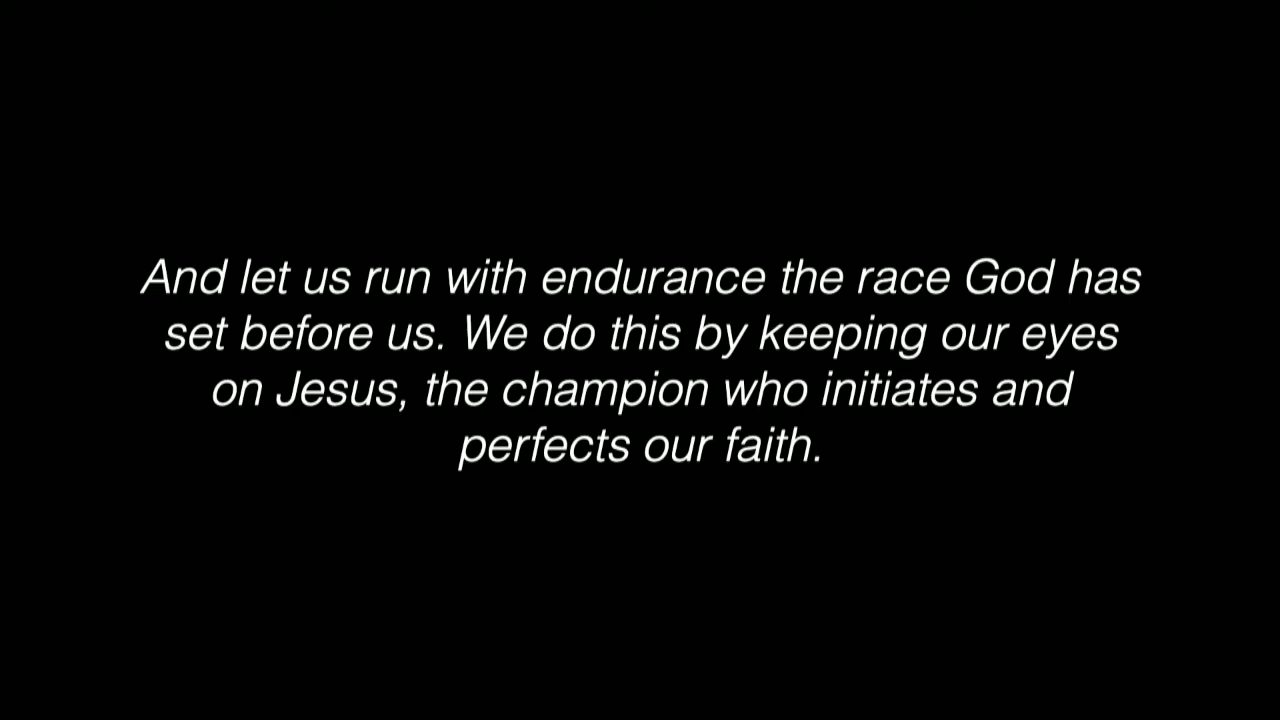 And let us run with endurance the race God has
set before us. We do this by keeping our eyes
on Jesus, the champion who initiates and
perfects our faith.